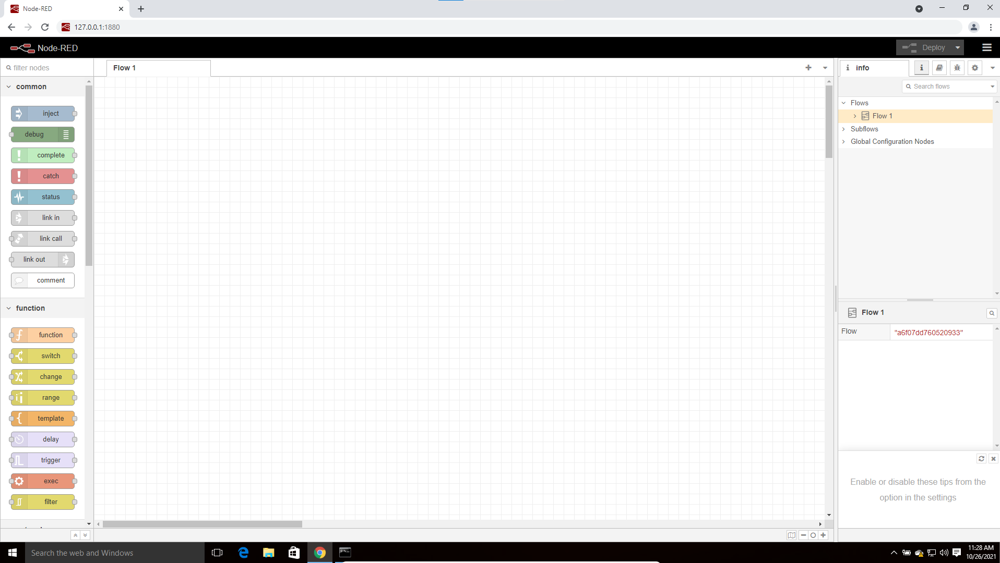 Node-RED
127.0.0.1:1880
Node-RED
Deploy
filter nodes
Flow 1
info
Search flows
common
inject
debug
complete
catch
status
link in
link call
link out
comment
function
function
switch
change
range
template
delay
trigger
exec
filter
Flows
Flow 1
Subflows
Global Configuration Nodes
Flow 1
Flow
"a6f07dd760520933"
Enable or disable these tips from the
option in the settings
Search the web and Windows
11:28 AM
10/26/2021